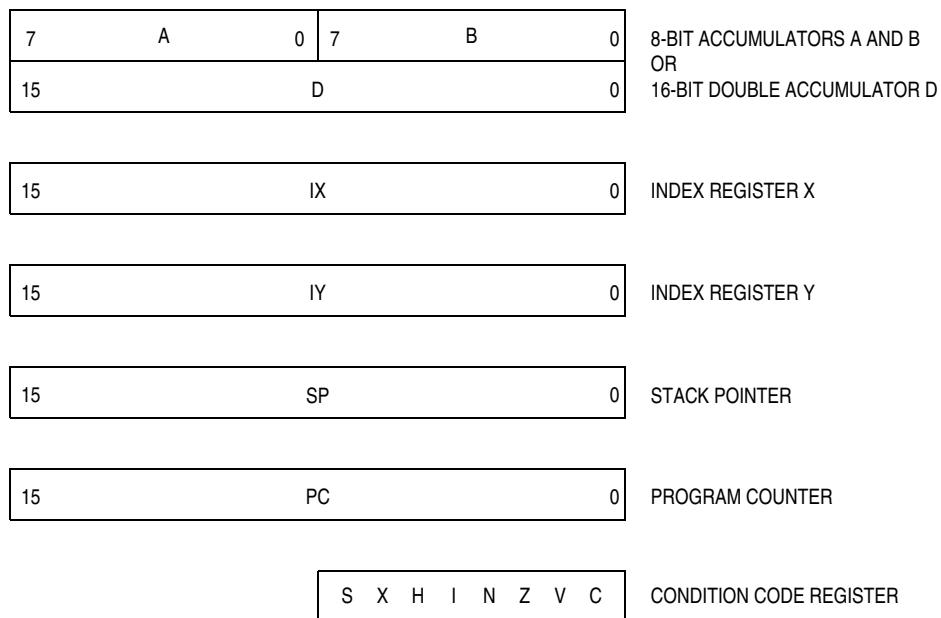 7 A 0 7 B 0 8-BIT ACCUMULATORS A AND B
OR
15 D 0 16-BIT DOUBLE ACCUMULATOR D
15 IX 0 INDEX REGISTER X
15 IY 0 INDEX REGISTER Y
15 SP 0 STACK POINTER
15 PC 0 PROGRAM COUNTER
S X H I N Z V C CONDITION CODE REGISTER